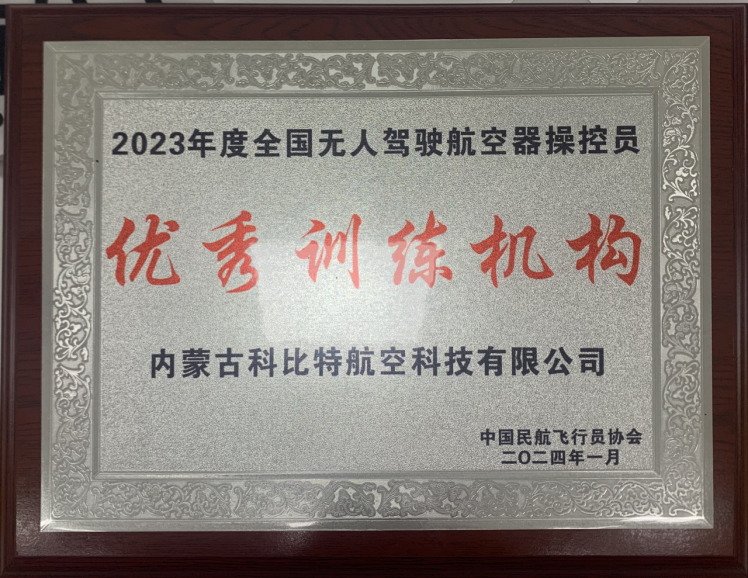 2023年度全国无人驾驶航空器操控员
优秀训练机构
内蒙古科比特航空科技有限公司
中国民航飞行员协会
二〇二四年一月